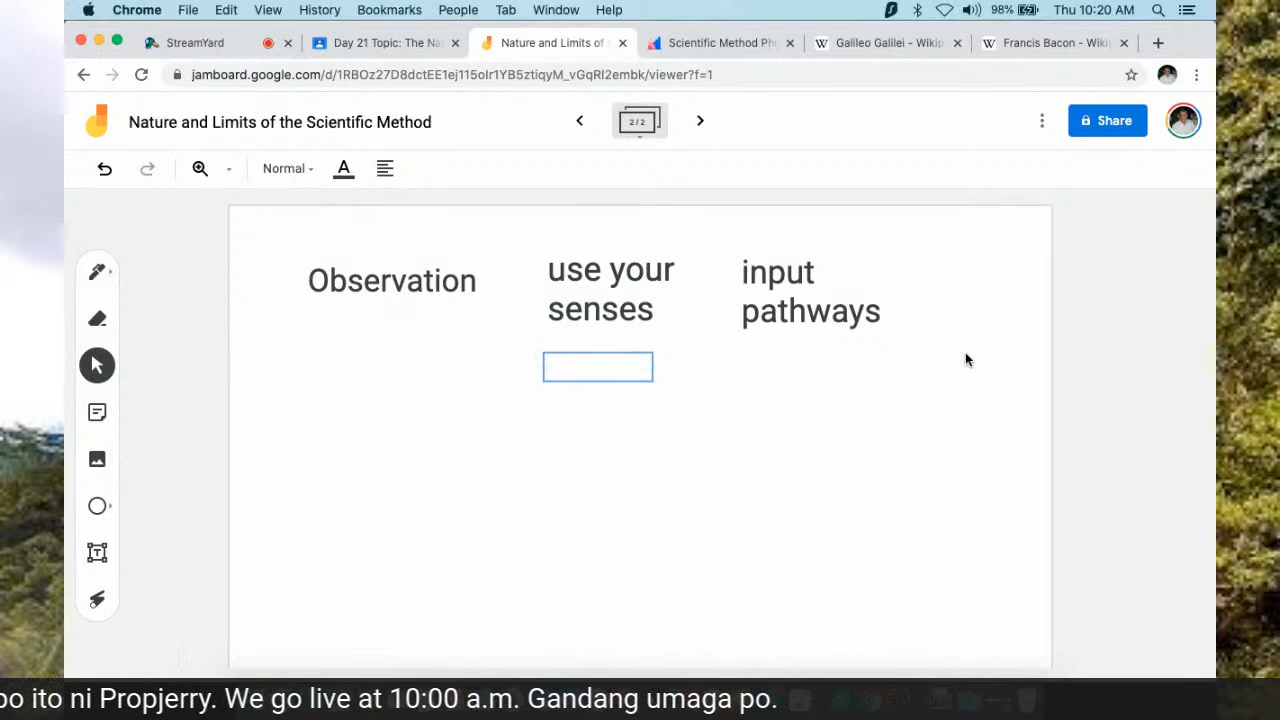 Chrome File Edit View History Bookmarks People Tab Window Help 98% Thu 10:20 AM
StreamYard Day 21 Topic: The Na Nature and Limits of Scientific Method Ph Galileo Galilei - Wikip Francis Bacon - Wiki
jamboard.google.com/d/1RBOz27D8dctEE1ej115oIr1YB5ztiqyM_vGqRl2embk/viewer?f=1
Nature and Limits of the Scientific Method 2/2 Share
Normal A
Observation
use your
senses
input
pathways
T
po ito ni Propjerry. We go live at 10:00 a.m. Gandang umaga po.